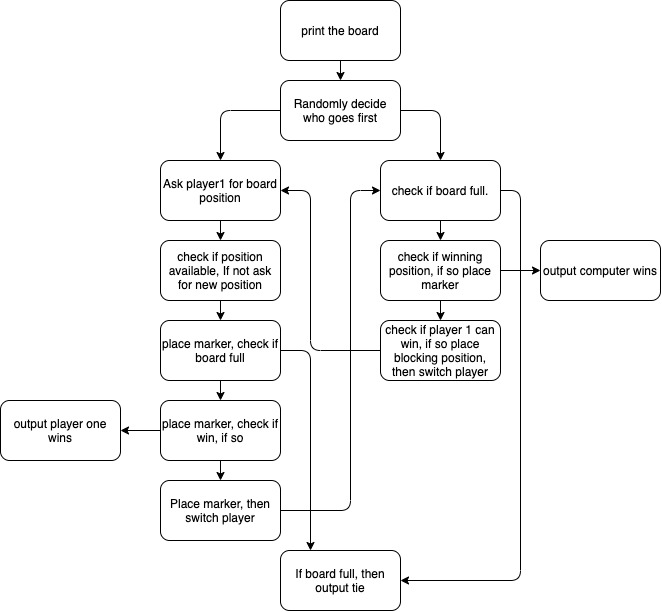 print the board
Randomly decide
who goes first
Ask player1 for board
position
check if board full.
check if position
available, If not ask
for new position
check if winning
position, if so place
marker
output computer wins
place marker, check if
board full
check if player 1 can
win, if so place
blocking position,
then switch player
output player one
wins
place marker, check if
win, if so
Place marker, then
switch player
If board full, then
output tie